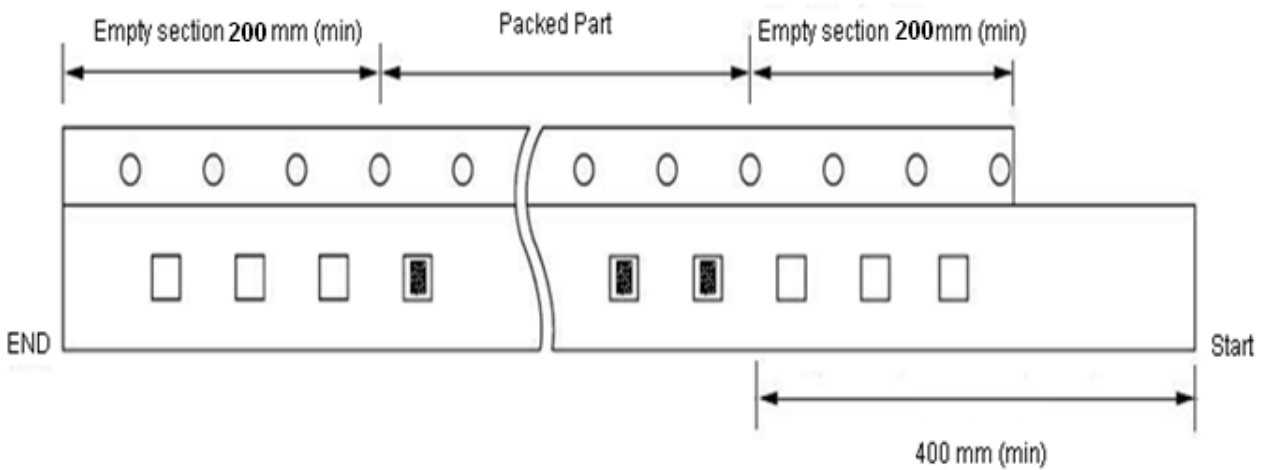 Empty section 200 mm (min)
Packed Part
Empty section 200mm (min)
END
Start
400 mm (min)